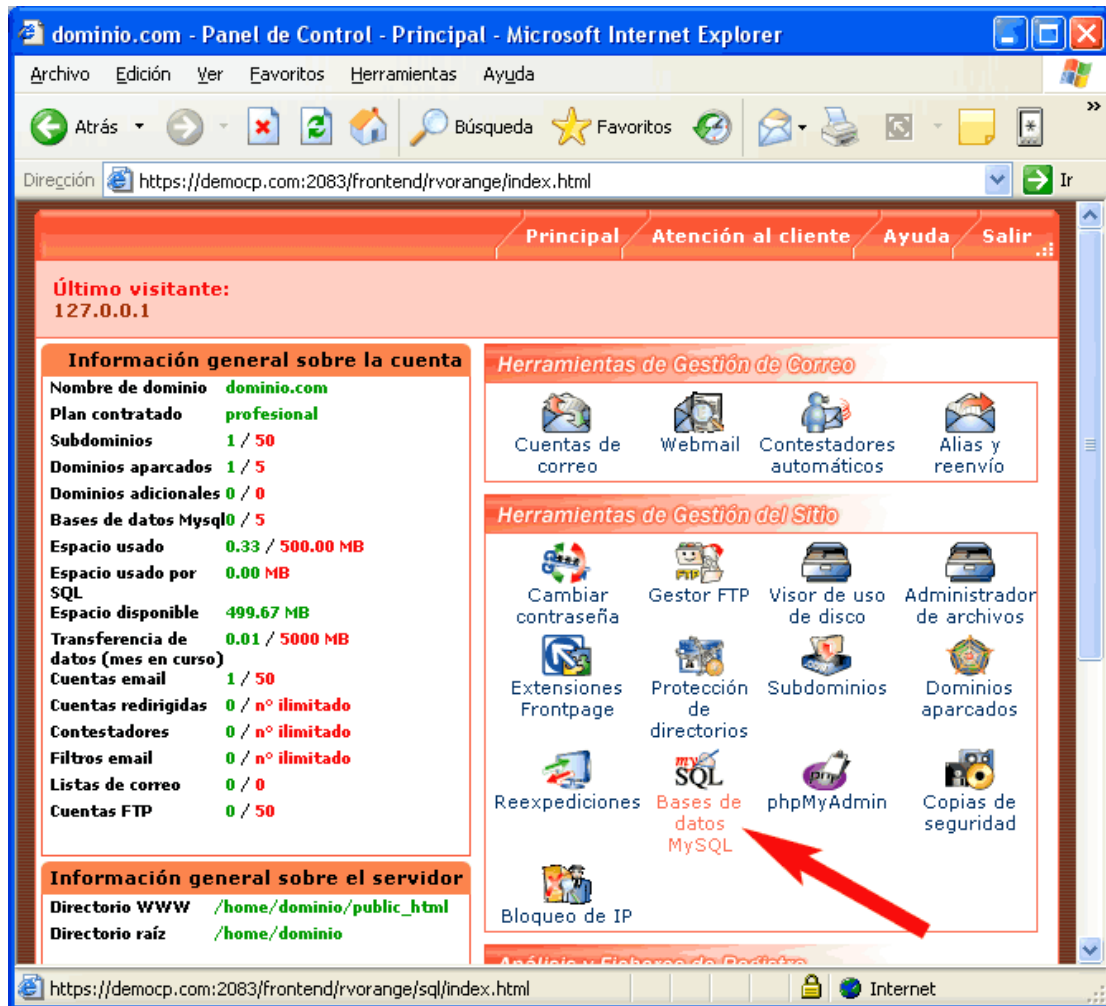 dominio.com - Panel de Control - Principal - Microsoft Internet Explorer
Archivo Edición Ver Favoritos Herramientas Ayuda
Atrás Búsqueda Favoritos »
Dirección https://democp.com:2083/frontend/rvorange/index.html Ir
Principal Atención al cliente Ayuda Salir
Último visitante:
127.0.0.1
Información general sobre la cuenta
Nombre de dominio dominio.com
Plan contratado profesional
Subdominios 1 / 50
Dominios aparcados 1 / 5
Dominios adicionales 0 / 0
Bases de datos Mysql 0 / 5
Espacio usado 0.33 / 500.00 MB
Espacio usado por 0.00 MB
SQL
Espacio disponible 499.67 MB
Transferencia de 0.01 / 5000 MB
datos (mes en curso)
Cuentas email 1 / 50
Cuentas redirigidas 0 / nº ilimitado
Contestadores 0 / nº ilimitado
Filtros email 0 / nº ilimitado
Listas de correo 0 / 0
Cuentas FTP 0 / 50
Información general sobre el servidor
Directorio WWW /home/dominio/public_html
Directorio raíz /home/dominio
Herramientas de Gestión de Correo
Cuentas de
correo
Webmail
Contestadores
automáticos
Alias y
reenvío
Herramientas de Gestión del Sitio
Cambiar
contraseña
FTP
Gestor FTP
Visor de uso
de disco
Administrador
de archivos
Extensiones
Frontpage
Protección
de
directorios
Subdominios
Dominios
aparcados
Reexpediciones
my
SQL
Bases de
datos
MySQL
php
phpMyAdmin
Copias de
seguridad
Bloqueo de IP
Análisis y Ficheros de Registro
https://democp.com:2083/frontend/rvorange/sql/index.html Internet